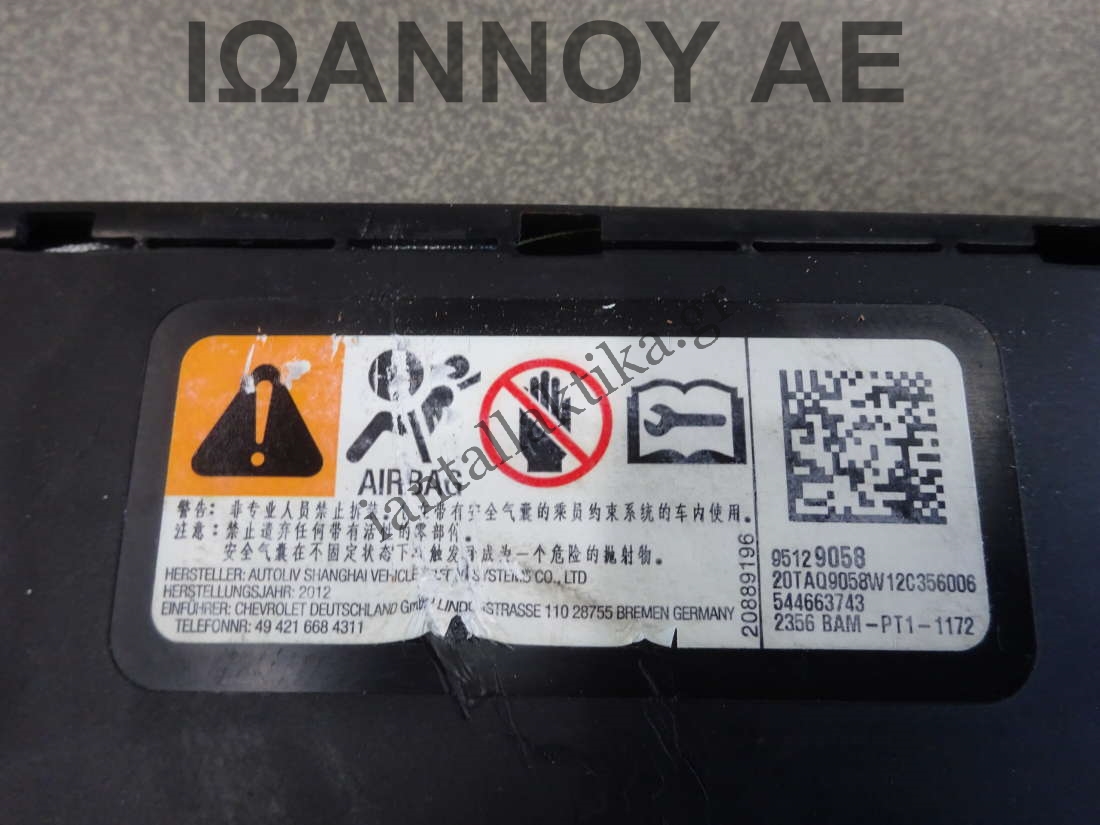 ΙΩΑΝΝΟΥ ΑΕ
iantallaktika.gr
AIRBAG
警告: 非专业人员禁止拆装 带有安全气囊的乘员约束系统的车内使用.
注意: 禁止遗弃任何带有活性的零部件.
安全气囊在不固定状态下 触发 成为一个危险的抛射物.
HERSTELLER: AUTOLIV SHANGHAI VEHICLE SYSTEMS CO., LTD
HERSTELLUNGSJAHR: 2012
EINFÜHRER: CHEVROLET DEUTSCHLAND GmbH 110 28755 BREMEN GERMANY
TELEFONNR: 49 421 668 4311
20889196
95129058
20TAQ9058W12C356006
544663743
2356 BAM-PT1-1172